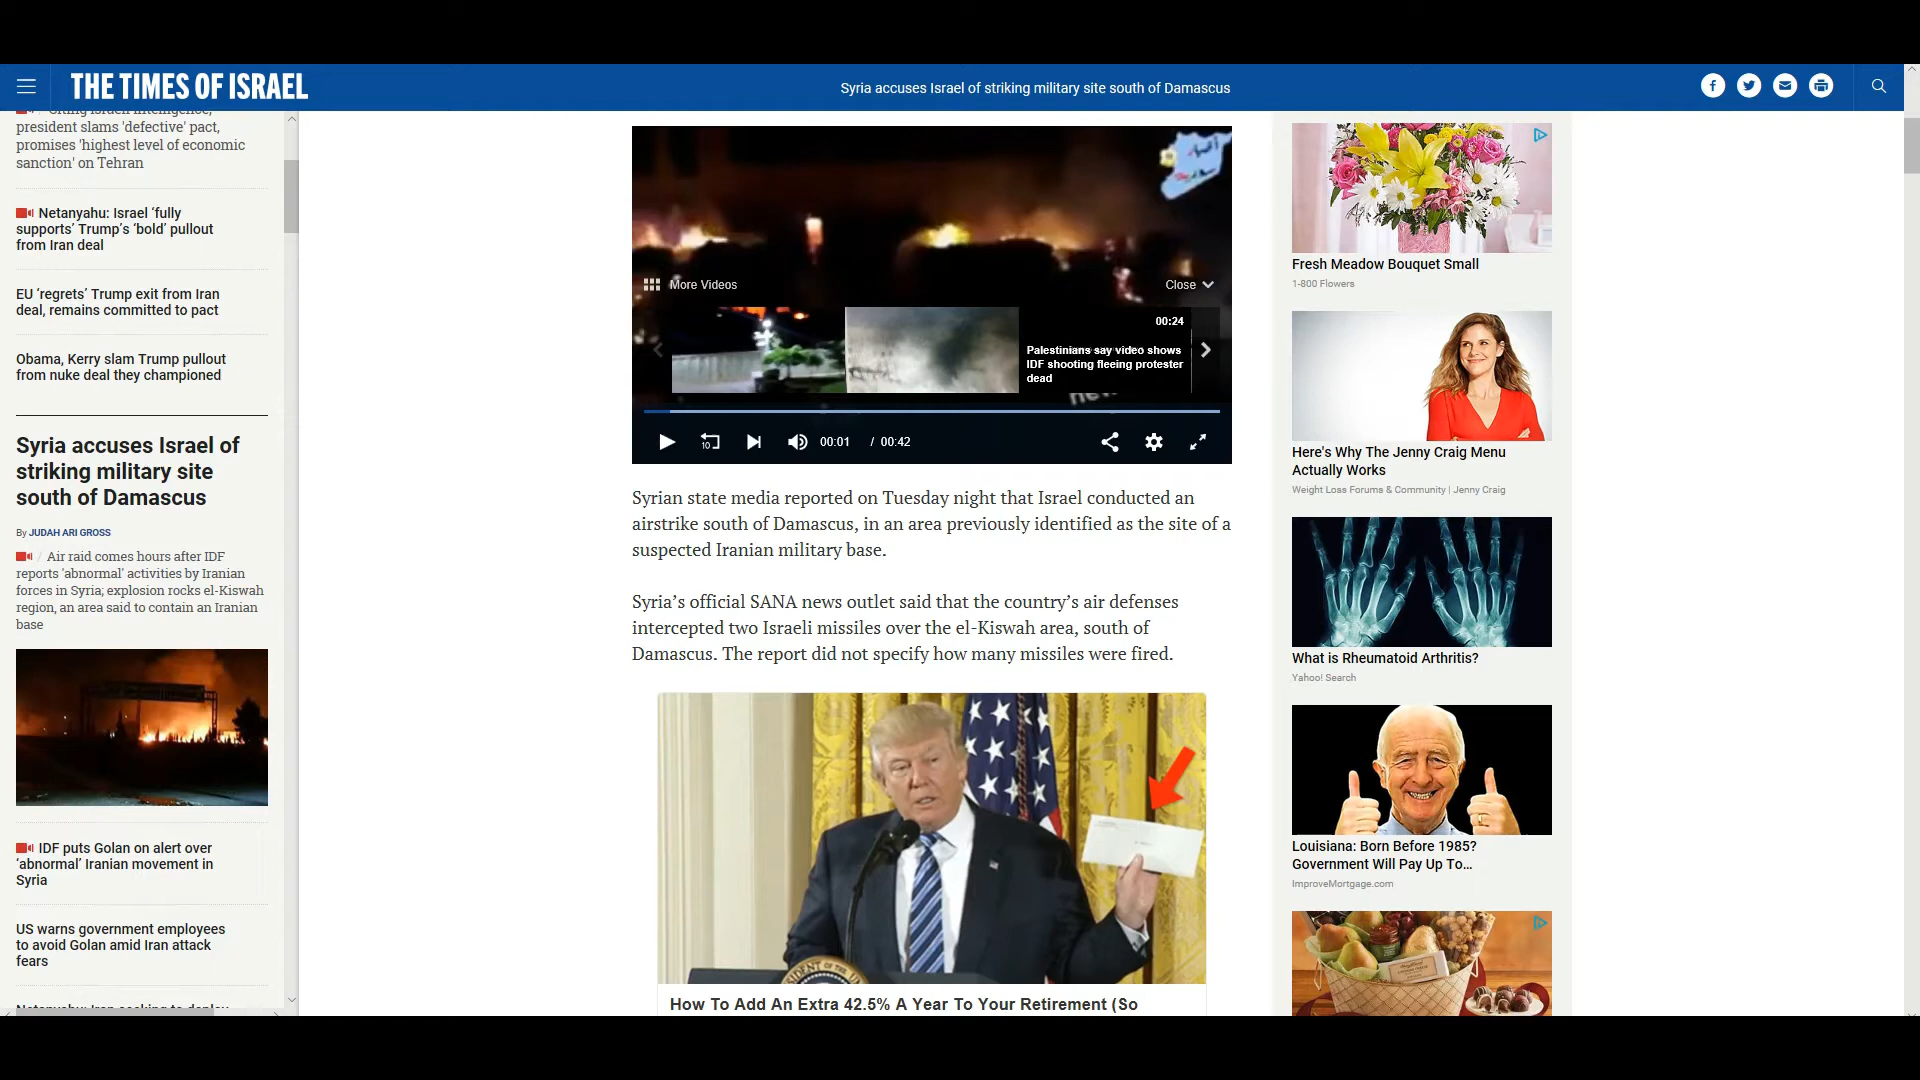 THE TIMES OF ISRAEL
Syria accuses Israel of striking military site south of Damascus
president slams 'defective' pact,
promises 'highest level of economic
sanction' on Tehran
Netanyahu: Israel ‘fully
supports’ Trump’s ‘bold’ pullout
from Iran deal
EU ‘regrets’ Trump exit from Iran
deal, remains committed to pact
Obama, Kerry slam Trump pullout
from nuke deal they championed
Syria accuses Israel of
striking military site
south of Damascus
By JUDAH ARI GROSS
/ Air raid comes hours after IDF
reports 'abnormal' activities by Iranian
forces in Syria; explosion rocks el-Kiswah
region, an area said to contain an Iranian
base
IDF puts Golan on alert over
‘abnormal’ Iranian movement in
Syria
US warns government employees
to avoid Golan amid Iran attack
fears
More Videos
Close
00:24
Palestinians say video shows
IDF shooting fleeing protester
dead
10
00:01 / 00:42
Syrian state media reported on Tuesday night that Israel conducted an
airstrike south of Damascus, in an area previously identified as the site of a
suspected Iranian military base.
Syria’s official SANA news outlet said that the country’s air defenses
intercepted two Israeli missiles over the el-Kiswah area, south of
Damascus. The report did not specify how many missiles were fired.
How To Add An Extra 42.5% A Year To Your Retirement (So
Fresh Meadow Bouquet Small
1-800 Flowers
Here's Why The Jenny Craig Menu
Actually Works
Weight Loss Forums & Community | Jenny Craig
What is Rheumatoid Arthritis?
Yahoo! Search
Louisiana: Born Before 1985?
Government Will Pay Up To...
ImproveMortgage.com